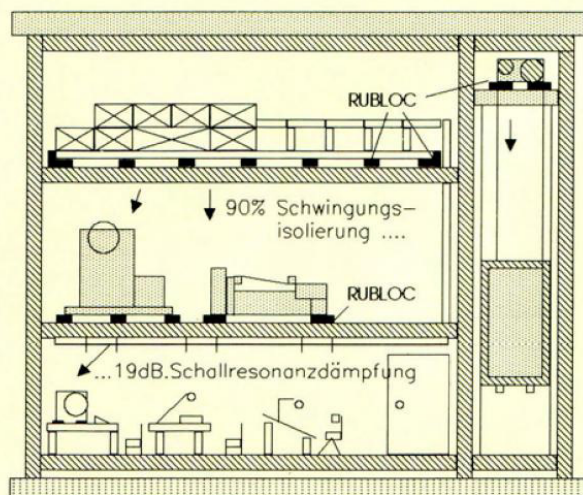 RUBLOC
90% Schwingungs-
isolierung ....
RUBLOC
...19dB.Schallresonanzdämpfung